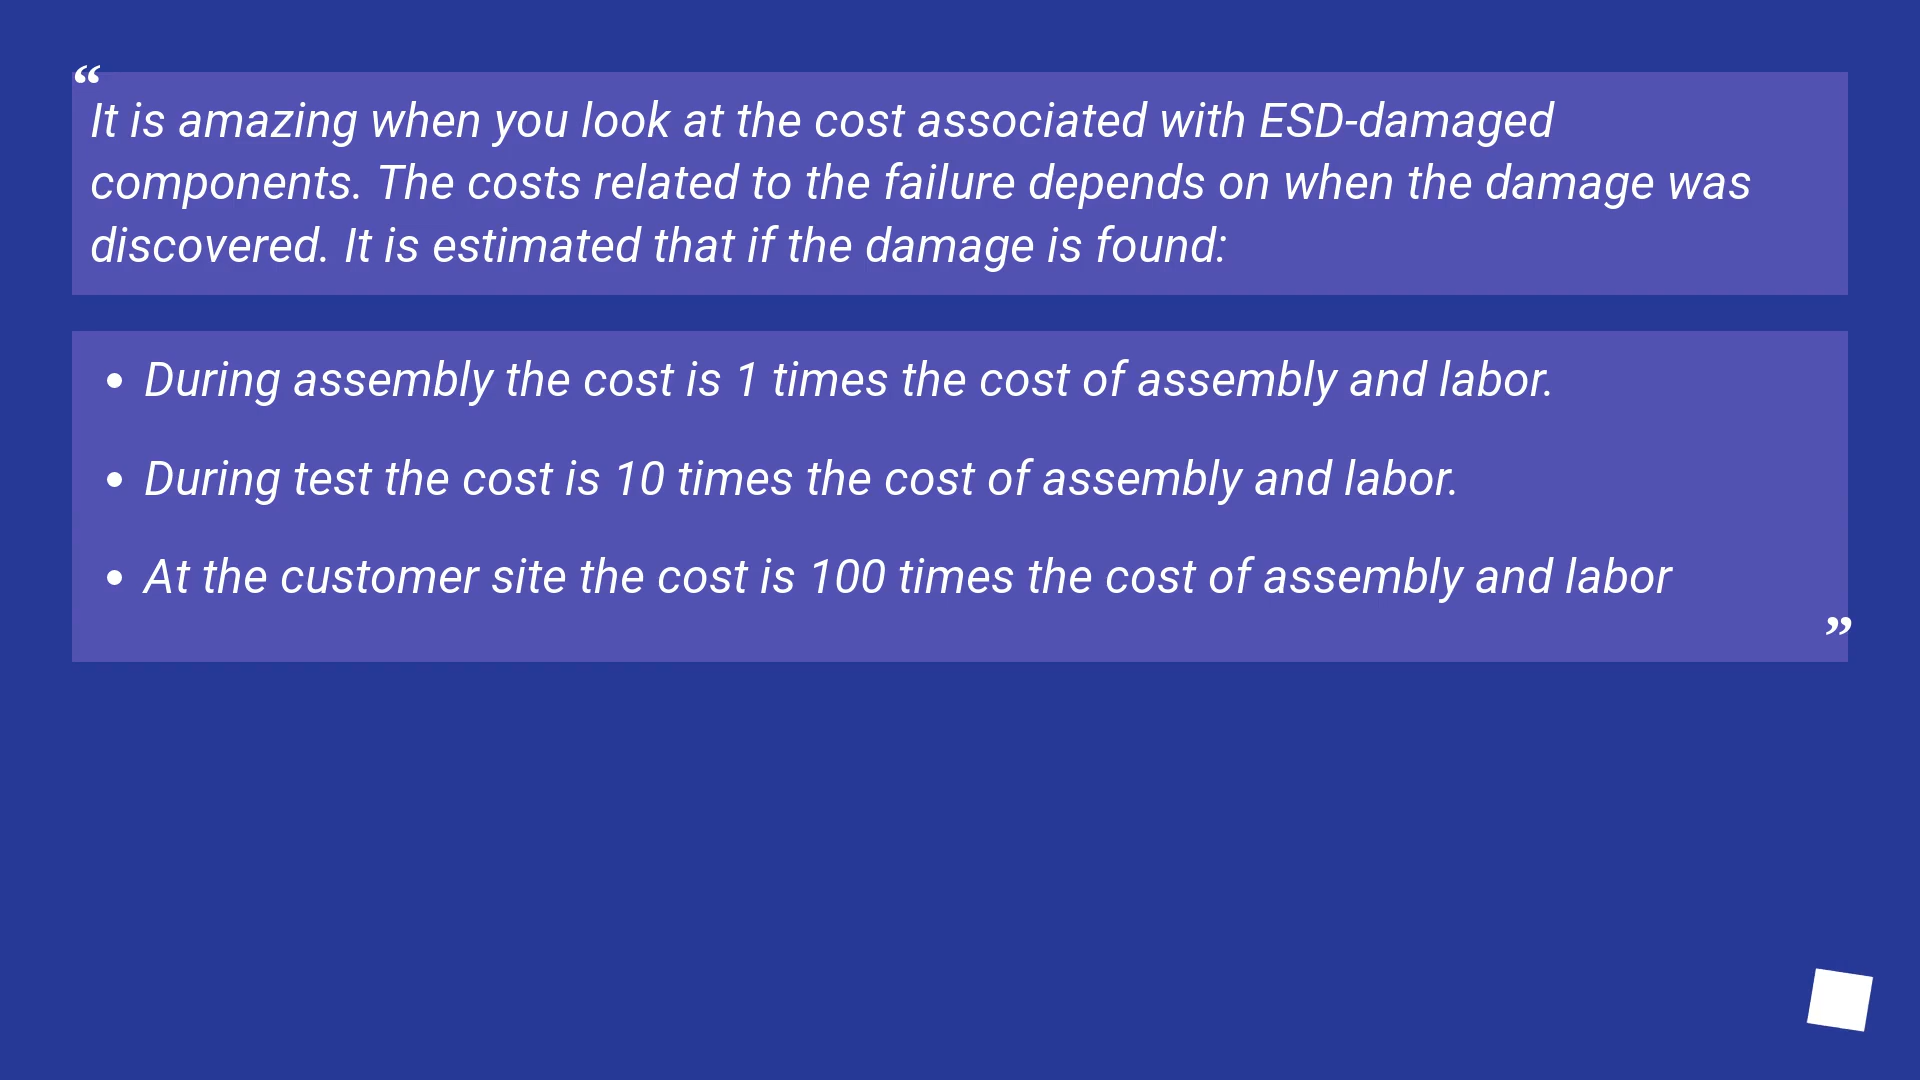 “
It is amazing when you look at the cost associated with ESD-damaged
components. The costs related to the failure depends on when the damage was
discovered. It is estimated that if the damage is found:
• During assembly the cost is 1 times the cost of assembly and labor.
• During test the cost is 10 times the cost of assembly and labor.
• At the customer site the cost is 100 times the cost of assembly and labor
”